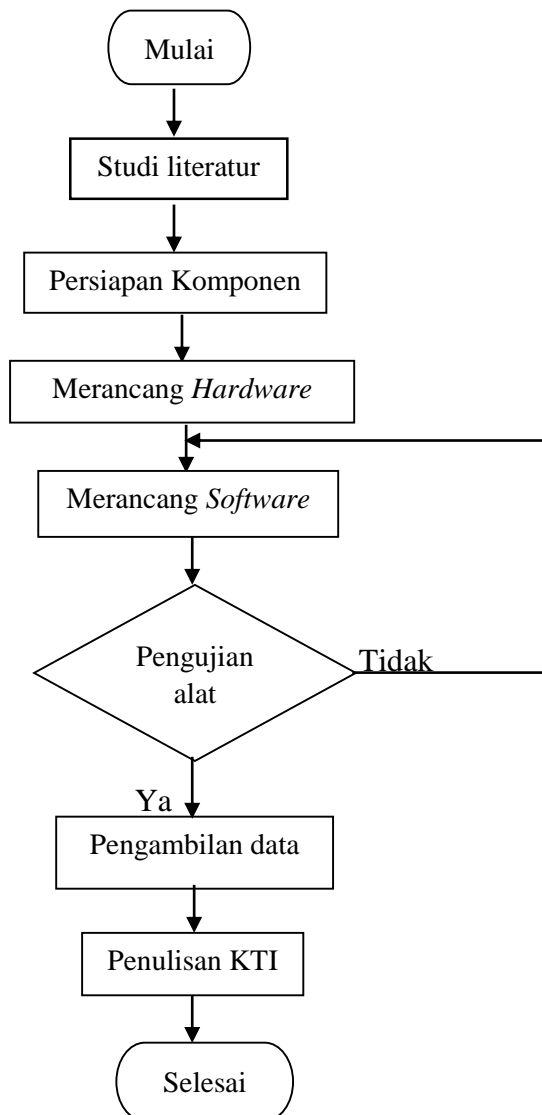 Mulai
Studi literatur
Persiapan Komponen
Merancang Hardware
Merancang Software
Pengujian
alat
Tidak
Ya
Pengambilan data
Penulisan KTI
Selesai